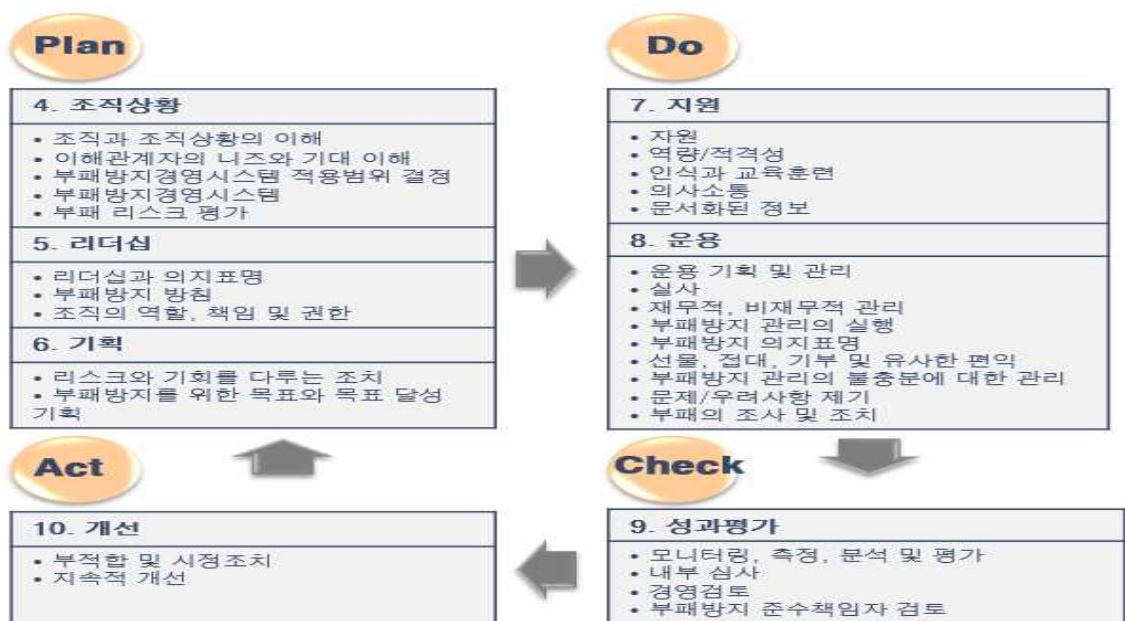 Plan
4. 조직상황
• 조직과 조직상황의 이해
• 이해관계자의 니즈와 기대 이해
• 부패방지경영시스템 적용범위 결정
• 부패방지경영시스템
• 부패 리스크 평가
5. 리더십
• 리더십과 의지표명
• 부패방지 방침
• 조직의 역할, 책임 및 권한
6. 기획
• 리스크와 기회를 다루는 조치
• 부패방지를 위한 목표와 목표 달성
기획
Do
7. 지원
• 자원
• 역량/적격성
• 인식과 교육훈련
• 의사소통
• 문서화된 정보
8. 운용
• 운용 기획 및 관리
• 실사
• 재무적, 비재무적 관리
• 부패방지 관리의 실행
• 부패방지 의지표명
• 선물, 접대, 기부 및 유사한 편익
• 부패방지 관리의 불충분에 대한 관리
• 문제/우려사항 제기
• 부패의 조사 및 조치
Check
9. 성과평가
• 모니터링, 측정, 분석 및 평가
• 내부 심사
• 경영검토
• 부패방지 준수책임자 검토
Act
10. 개선
• 부적합 및 시정조치
• 지속적 개선